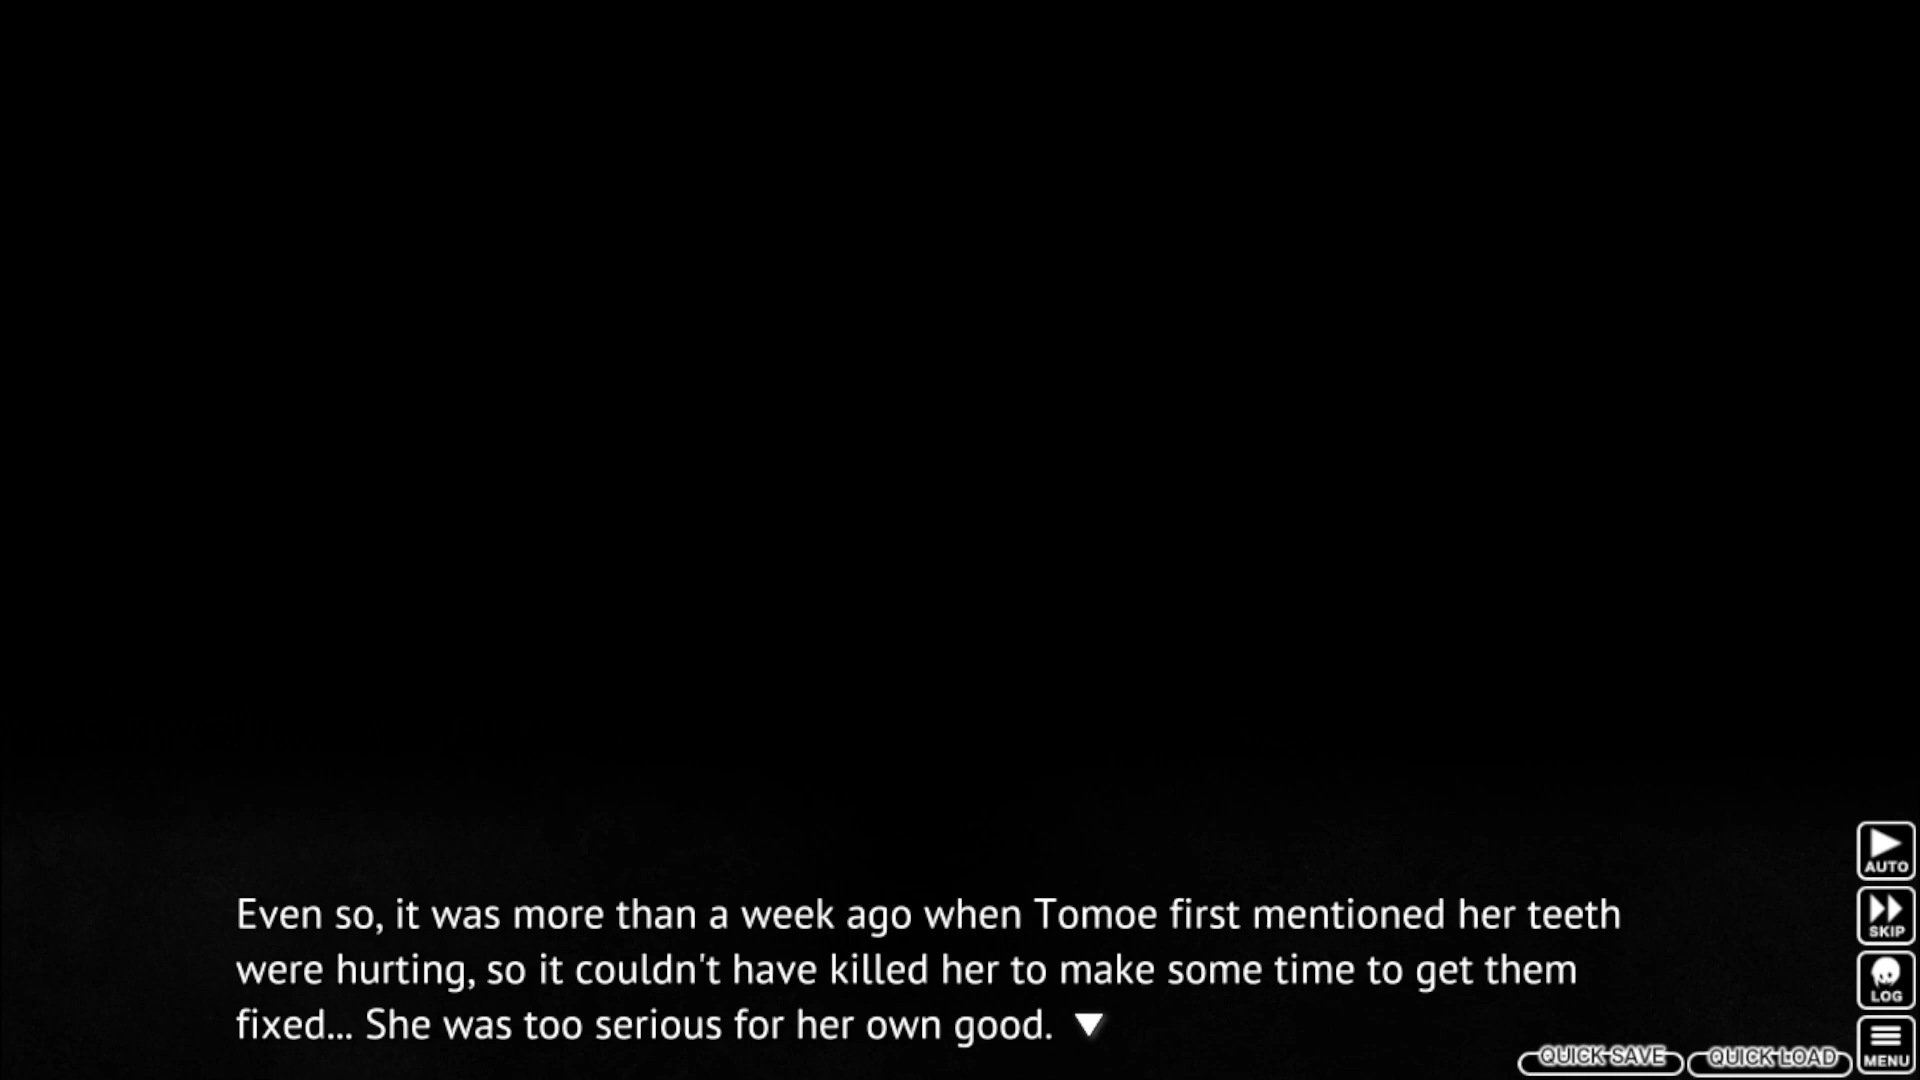 Even so, it was more than a week ago when Tomoe first mentioned her teeth
were hurting, so it couldn't have killed her to make some time to get them
fixed... She was too serious for her own good.
AUTO
SKIP
LOG
MENU
QUICK SAVE
QUICK LOAD